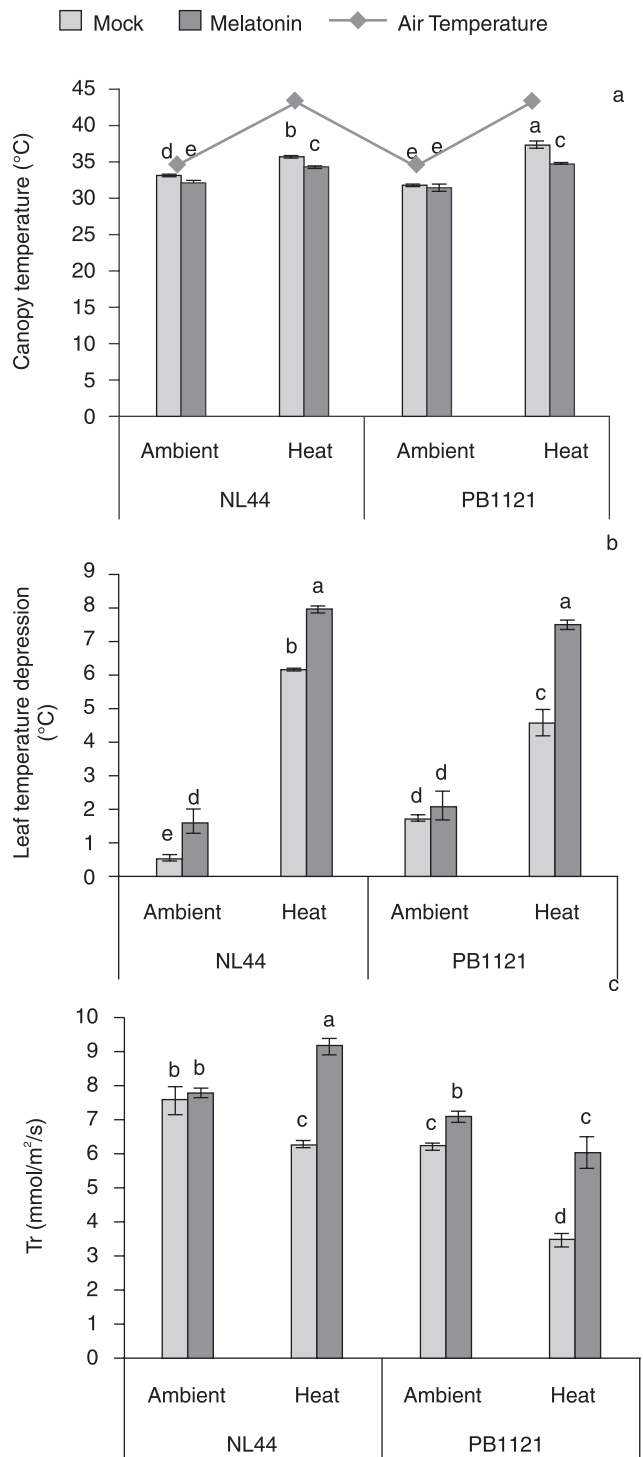 Mock Melatonin Air Temperature
a
Canopy temperature (°C)
45
40
35
30
25
20
15
10
5
0
d e b c e e a c
Ambient Heat Ambient Heat
NL44 PB1121
b
Leaf temperature depression
(°C)
9
8
7
6
5
4
3
2
1
0
e d b a d d c a
Ambient Heat Ambient Heat
NL44 PB1121
c
Tr (mmol/m²/s)
10
9
8
7
6
5
4
3
2
1
0
b b c a c b d c
Ambient Heat Ambient Heat
NL44 PB1121